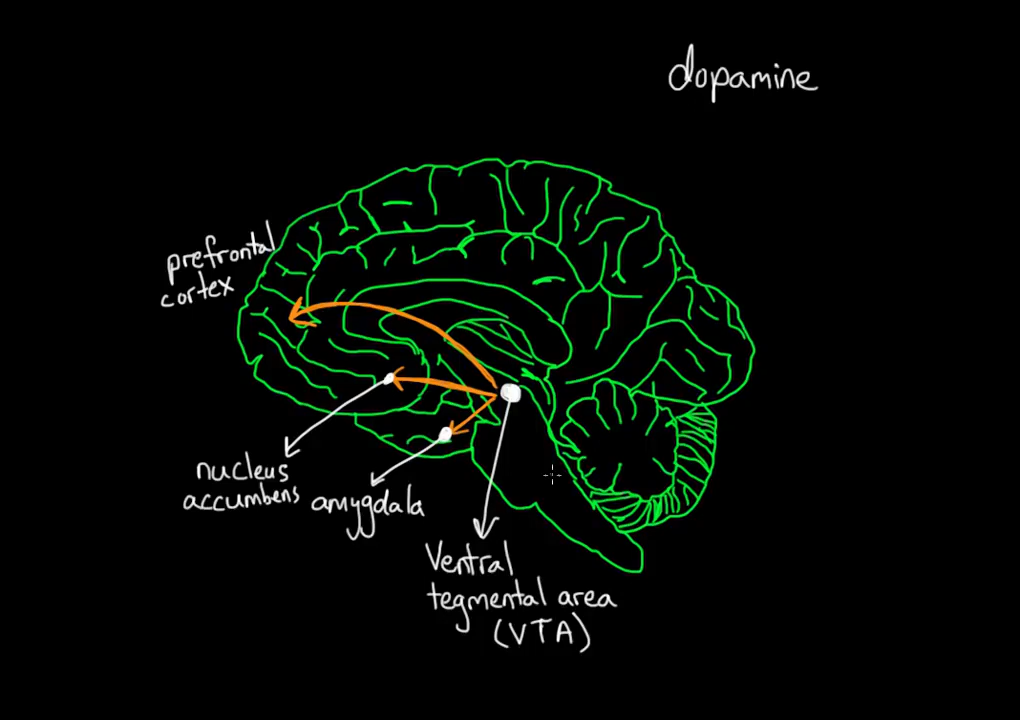 dopamine
prefrontal
cortex
nucleus
accumbens
amygdala
Ventral
tegmental area
(VTA)